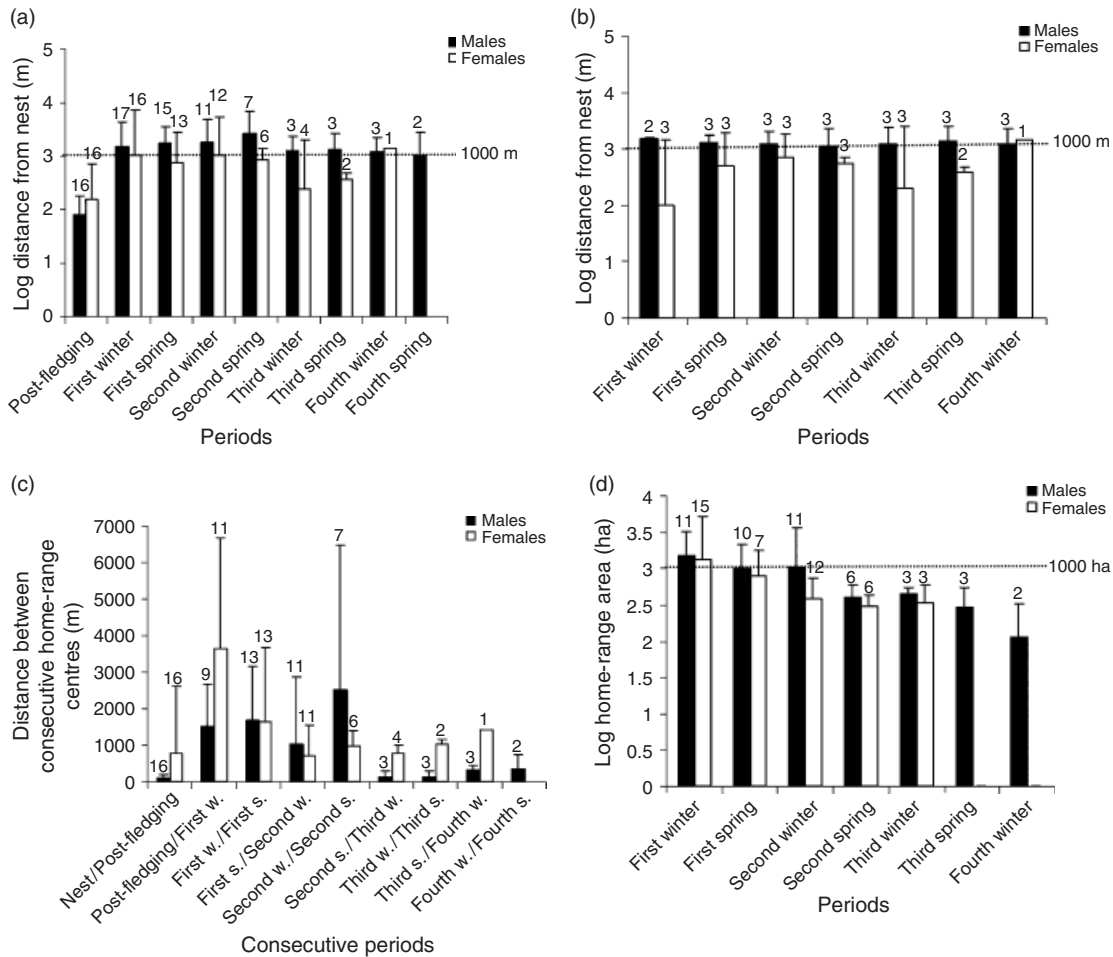 (a)
Males
Females
Log distance from nest (m)
5
4
3
2
1
0
16 16 17 16 15 13 11 12 7 6 3 4 3 2 3 1 2
1000 m
Post-fledging
First winter
First spring
Second winter
Second spring
Third winter
Third spring
Fourth winter
Fourth spring
Periods
(b)
Males
Females
Log distance from nest (m)
5
4
3
2
1
0
2 3 3 3 3 3 3 3 3 3 3 2 3 1
1000 m
First winter
First spring
Second winter
Second spring
Third winter
Third spring
Fourth winter
Periods
(c)
Males
Females
Distance between
consecutive home-range
centres (m)
7000
6000
5000
4000
3000
2000
1000
0
16 16 9 11 13 13 11 11 7 6 3 4 3 2 3 1 2
Nest/Post-fledging
Post-fledging/First w.
First w./First s.
First s./Second w.
Second w./Second s.
Second s./Third w.
Third w./Third s.
Third s./Fourth w.
Fourth w./Fourth s.
Consecutive periods
(d)
Males
Females
Log home-range area (ha)
4
3.5
3
2.5
2
1.5
1
0.5
0
11 15 10 7 11 12 6 6 3 3 3 2
1000 ha
First winter
First spring
Second winter
Second spring
Third winter
Third spring
Fourth winter
Periods